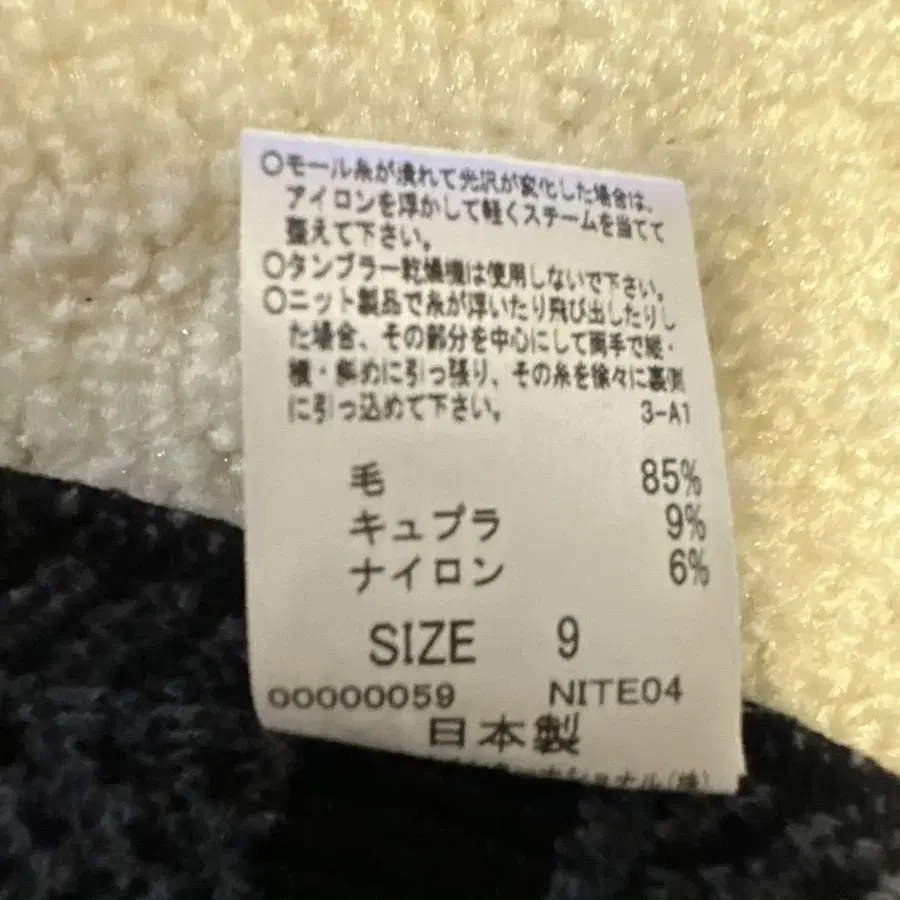 ○モール糸が潰れて光沢が変化した場合は、
アイロンを浮かして軽くスチームを当てて
整えて下さい。
○タンブラー乾燥機は使用しないで下さい。
○ニット製品で糸が浮いたり飛び出したりし
た場合、その部分を中心にして両手で縦・
横・斜めに引っ張り、その糸を徐々に裏側
に引っ込めて下さい。 3-A1
毛 85%
キュプラ 9%
ナイロン 6%
SIZE 9
00000059 NITE04
日本製
ナル(株)